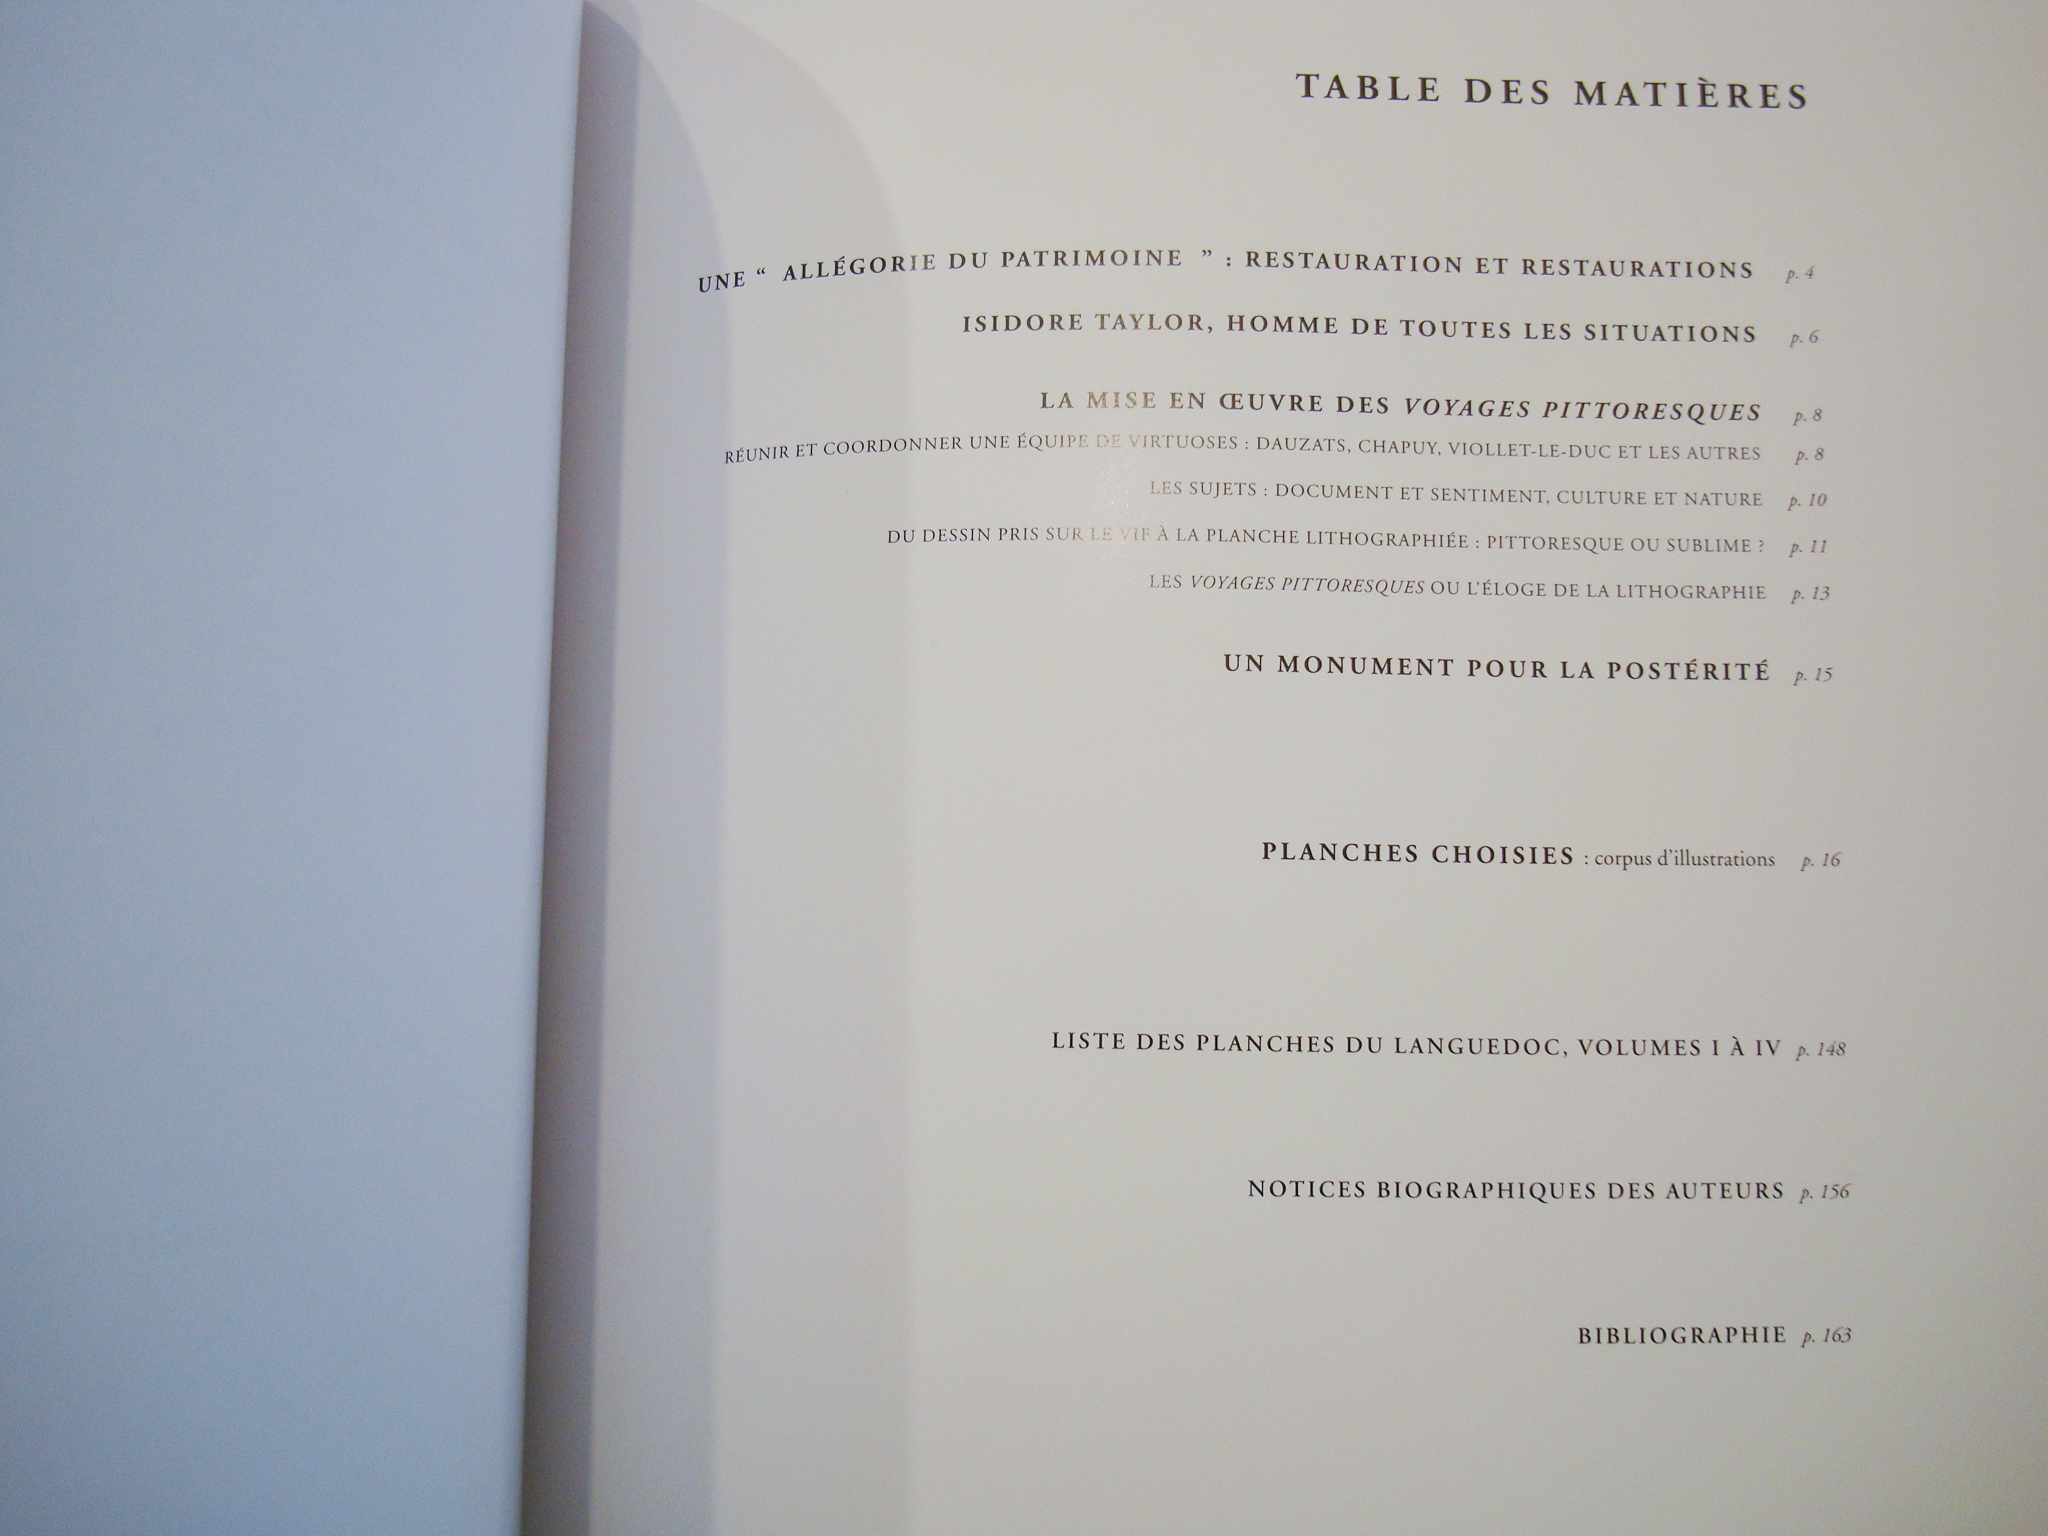 TABLE DES MATIÈRES
UNE “ ALLÉGORIE DU PATRIMOINE ” : RESTAURATION ET RESTAURATIONS p. 4
ISIDORE TAYLOR, HOMME DE TOUTES LES SITUATIONS p. 6
LA MISE EN ŒUVRE DES VOYAGES PITTORESQUES p. 8
RÉUNIR ET COORDONNER UNE ÉQUIPE DE VIRTUOSES : DAUZATS, CHAPUY, VIOLLET-LE-DUC ET LES AUTRES p. 8
LES SUJETS : DOCUMENT ET SENTIMENT, CULTURE ET NATURE p. 10
DU DESSIN PRIS SUR LE VIF À LA PLANCHE LITHOGRAPHIÉE : PITTORESQUE OU SUBLIME ? p. 11
LES VOYAGES PITTORESQUES OU L’ÉLOGE DE LA LITHOGRAPHIE p. 13
UN MONUMENT POUR LA POSTÉRITÉ p. 15
PLANCHES CHOISIES : corpus d’illustrations p. 16
LISTE DES PLANCHES DU LANGUEDOC, VOLUMES I À IV p. 148
NOTICES BIOGRAPHIQUES DES AUTEURS p. 156
BIBLIOGRAPHIE p. 163